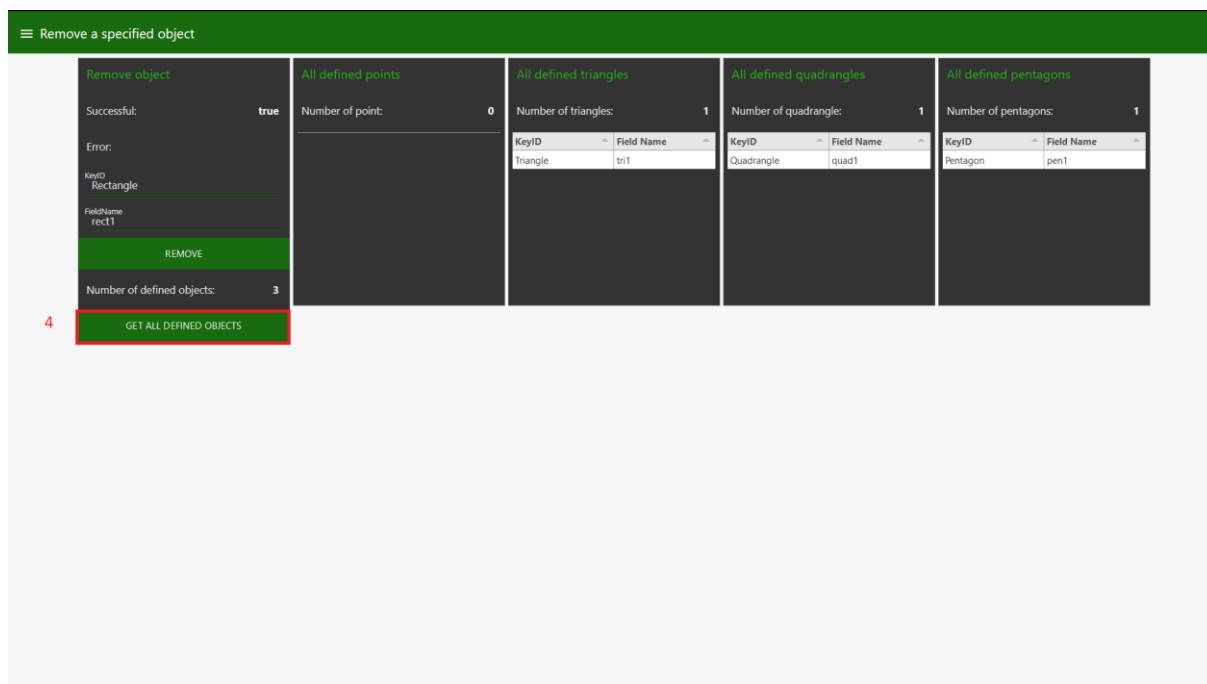 Remove a specified object
Remove object
Successful: true
Error:
KeyID
Rectangle
FieldName
rect1
REMOVE
Number of defined objects: 3
4
GET ALL DEFINED OBJECTS
All defined points
Number of point: 0
All defined triangles
Number of triangles: 1
KeyID Field Name
Triangle tri1
All defined quadrangles
Number of quadrangle: 1
KeyID Field Name
Quadrangle quad1
All defined pentagons
Number of pentagons: 1
KeyID Field Name
Pentagon pen1